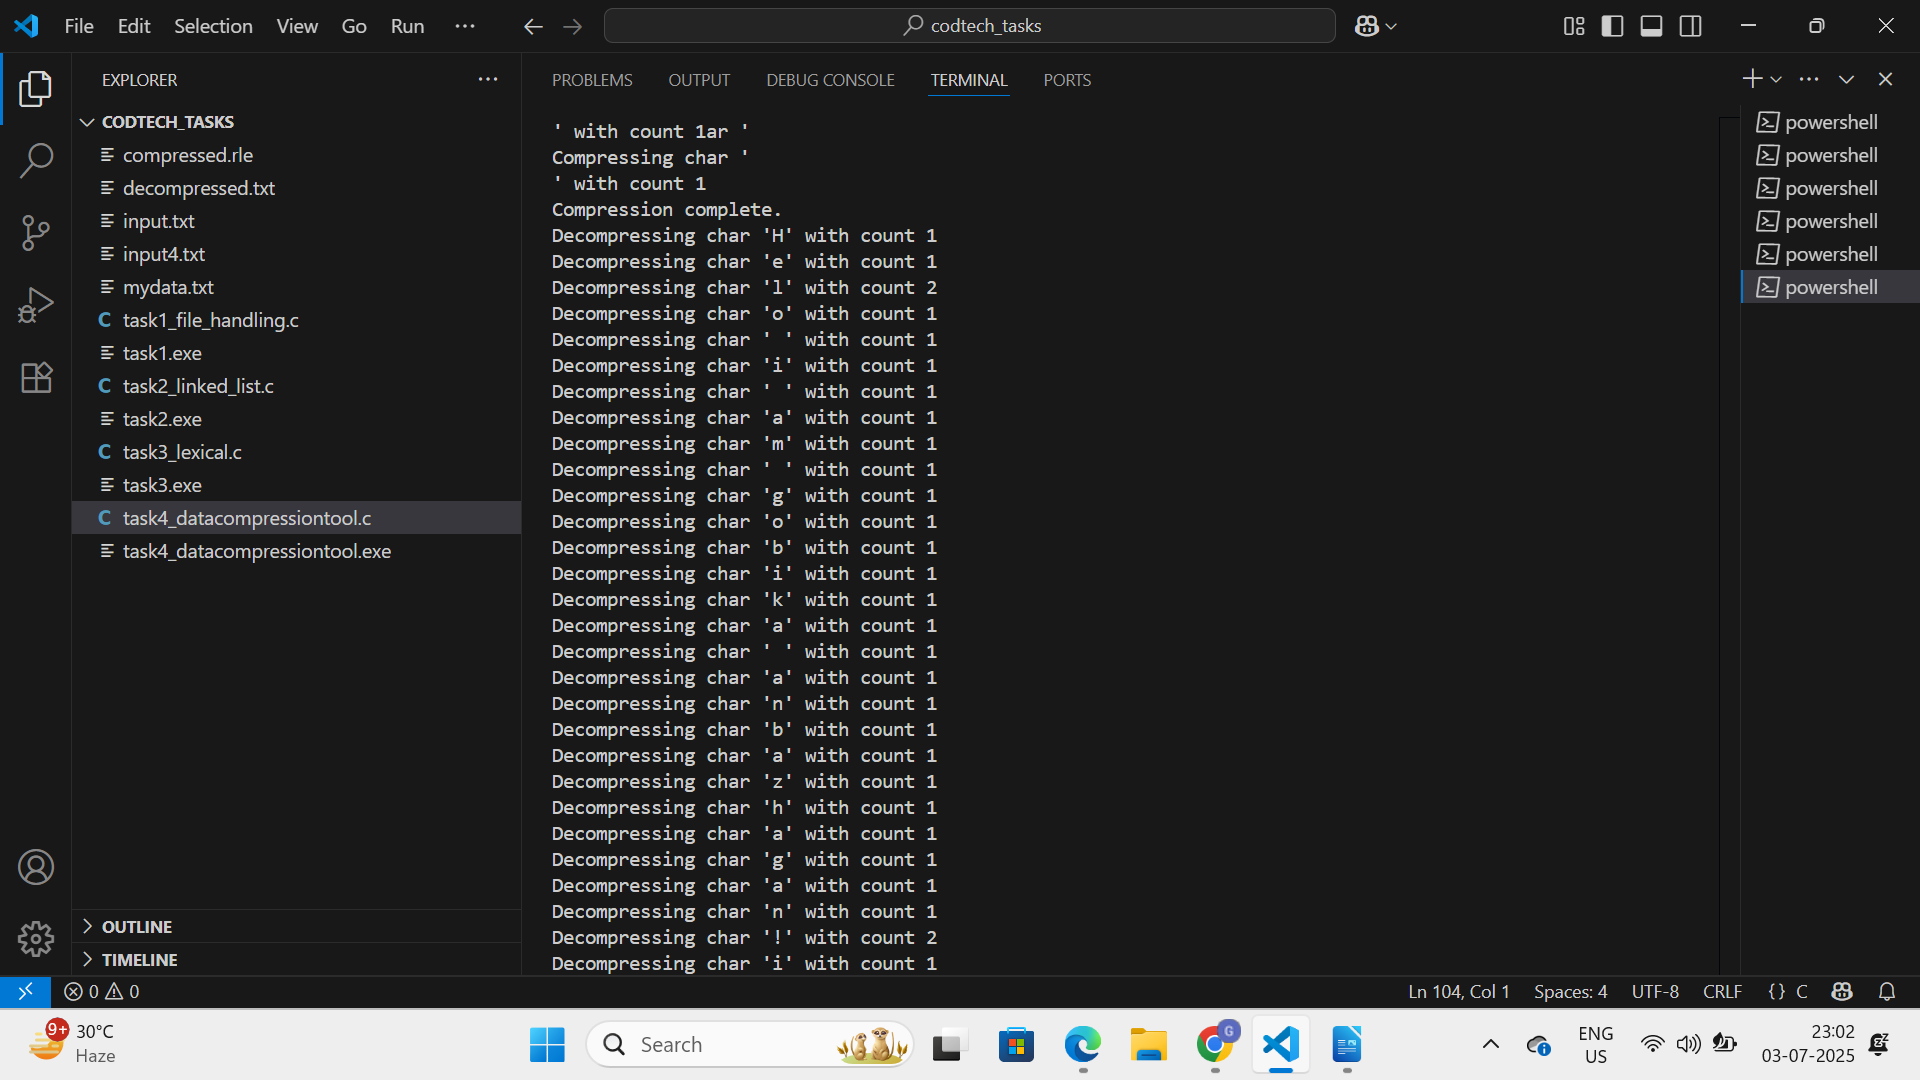 File Edit Selection View Go Run ··· codtech_tasks
EXPLORER
CODTECH_TASKS
compressed.rle
decompressed.txt
input.txt
input4.txt
mydata.txt
C task1_file_handling.c
task1.exe
C task2_linked_list.c
task2.exe
C task3_lexical.c
task3.exe
C task4_datacompressiontool.c
task4_datacompressiontool.exe
OUTLINE
TIMELINE
PROBLEMS OUTPUT DEBUG CONSOLE TERMINAL PORTS
' with count 1ar '
Compressing char '
' with count 1
Compression complete.
Decompressing char 'H' with count 1
Decompressing char 'e' with count 1
Decompressing char 'l' with count 2
Decompressing char 'o' with count 1
Decompressing char ' ' with count 1
Decompressing char 'i' with count 1
Decompressing char ' ' with count 1
Decompressing char 'a' with count 1
Decompressing char 'm' with count 1
Decompressing char ' ' with count 1
Decompressing char 'g' with count 1
Decompressing char 'o' with count 1
Decompressing char 'b' with count 1
Decompressing char 'i' with count 1
Decompressing char 'k' with count 1
Decompressing char 'a' with count 1
Decompressing char ' ' with count 1
Decompressing char 'a' with count 1
Decompressing char 'n' with count 1
Decompressing char 'b' with count 1
Decompressing char 'a' with count 1
Decompressing char 'z' with count 1
Decompressing char 'h' with count 1
Decompressing char 'a' with count 1
Decompressing char 'g' with count 1
Decompressing char 'a' with count 1
Decompressing char 'n' with count 1
Decompressing char '!' with count 2
Decompressing char 'i' with count 1
powershell
powershell
powershell
powershell
powershell
powershell
0 0 Ln 104, Col 1 Spaces: 4 UTF-8 CRLF {} C
9+ 30°C
Haze
Search
G
ENG
US
23:02
03-07-2025